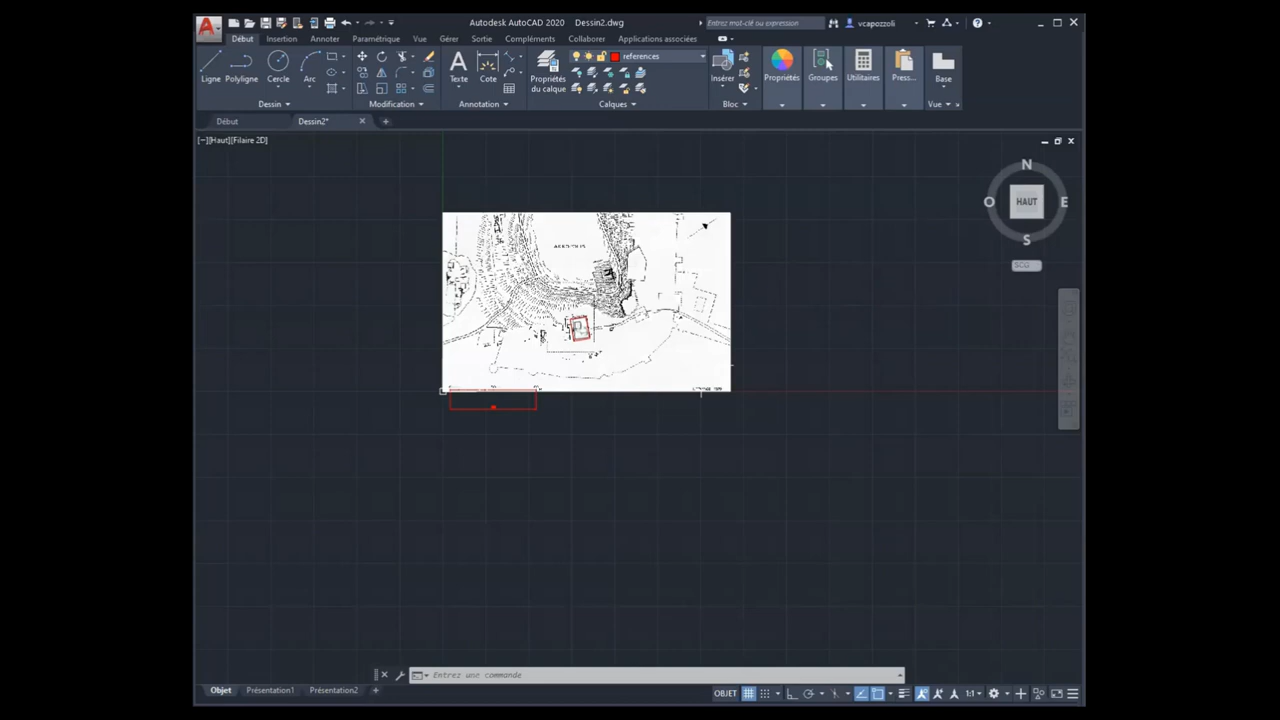 Autodesk AutoCAD 2020 Dessin2.dwg
Entrez mot-clé ou expression
vcapozzoli
Début Insertion Annoter Paramétrique Vue Gérer Sortie Compléments Collaborer Applications associées
references
Ligne Polyligne Cercle Arc Texte Cote Propriétés du calque Insérer Propriétés Groupes Utilitaires Press... Base
Dessin Modification Annotation Calques Bloc Vue
Début Dessin2*
[−][Haut][Filaire 2D]
N
O HAUT E
S
SCG
Entrez une commande
Objet Présentation1 Présentation2 +
OBJET 1:1